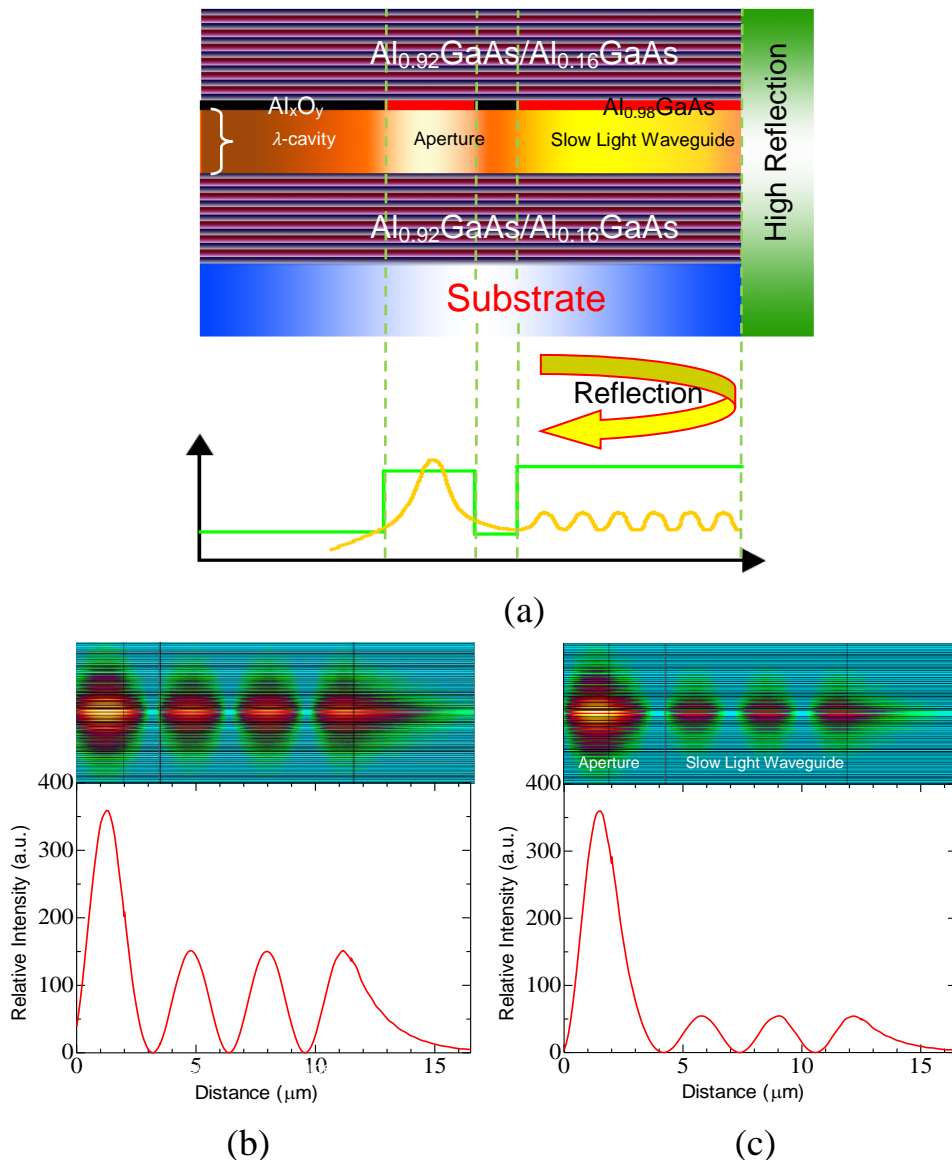 Al0.92GaAs/Al0.16GaAs
AlxOy
Al0.98GaAs
λ-cavity
Aperture
Slow Light Waveguide
High Reflection
Al0.92GaAs/Al0.16GaAs
Substrate
Reflection
(a)
Aperture
Slow Light Waveguide
400
300
200
100
0
Relative Intensity (a.u.)
0
5
10
15
Distance (μm)
(b)
400
300
200
100
0
Relative Intensity (a.u.)
0
5
10
15
Distance (μm)
(c)